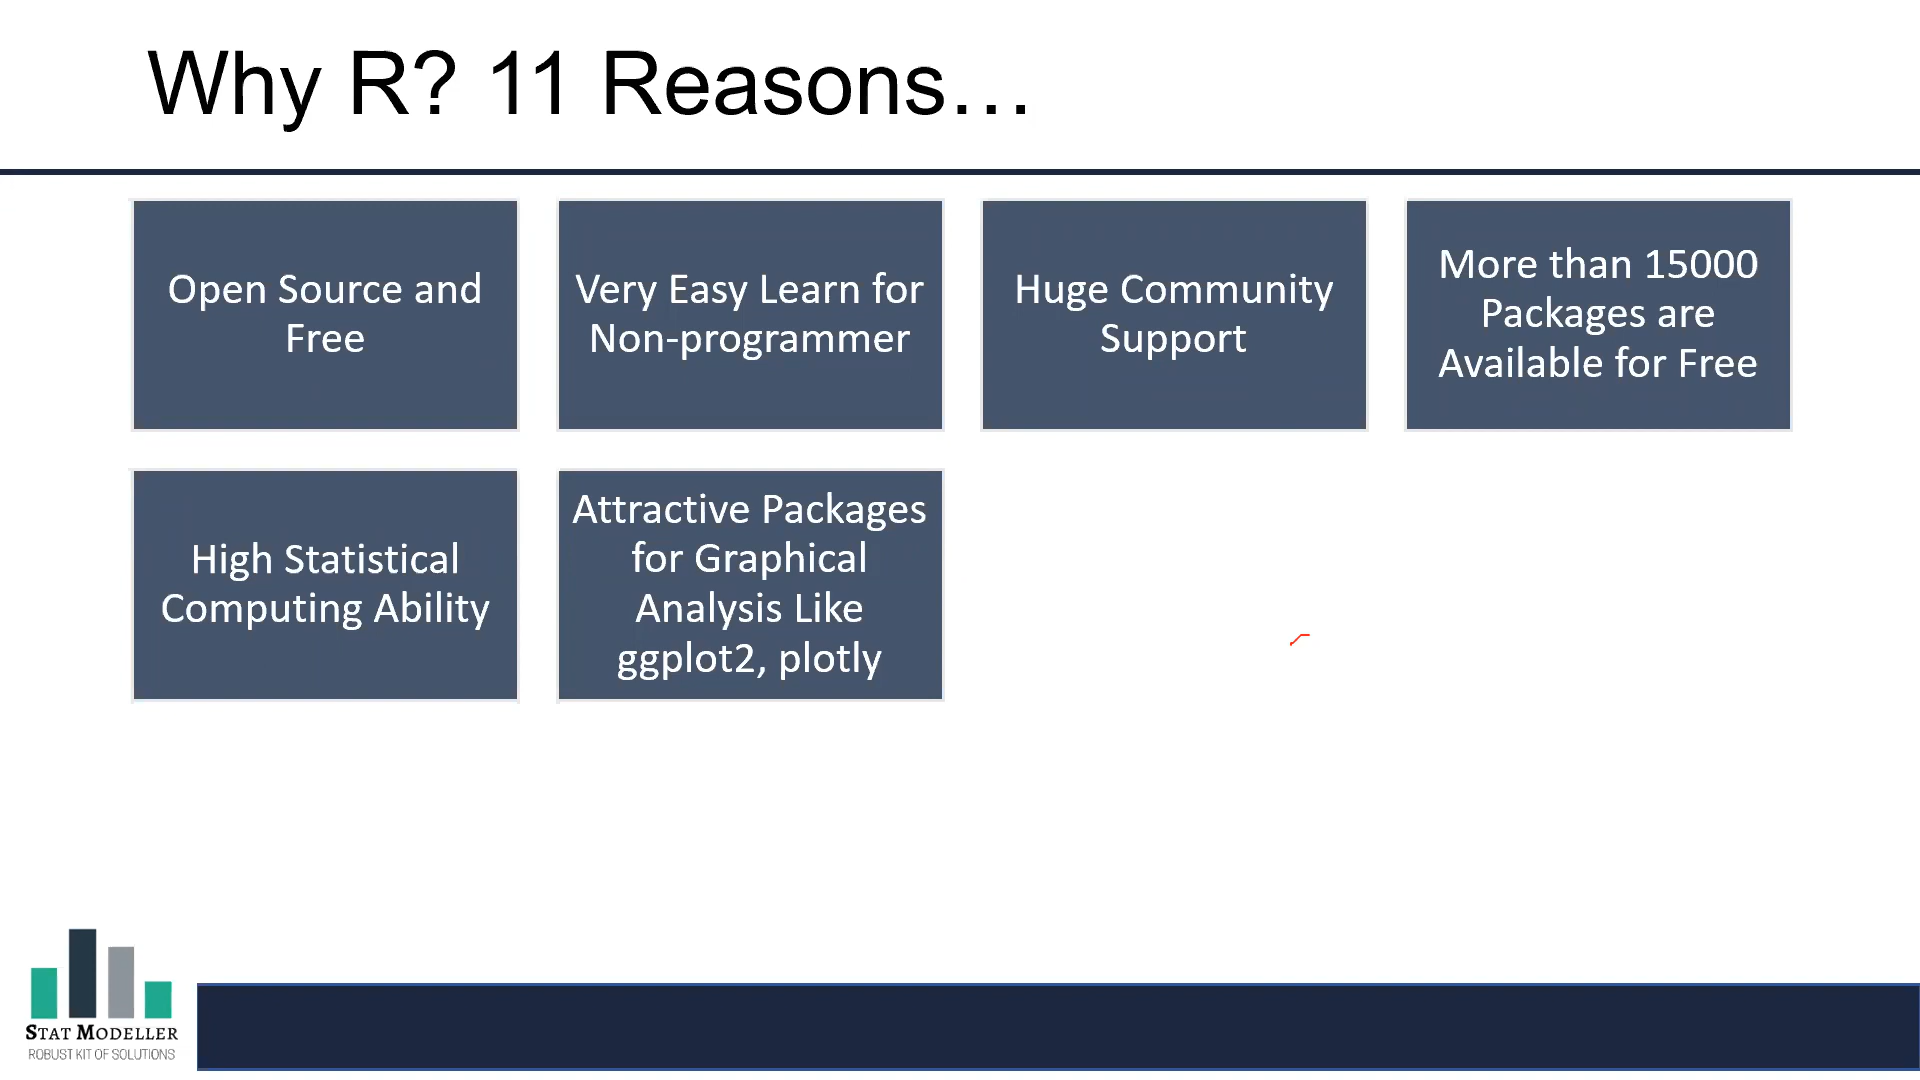 Why R? 11 Reasons…
Open Source and
Free
Very Easy Learn for
Non-programmer
Huge Community
Support
More than 15000
Packages are
Available for Free
High Statistical
Computing Ability
Attractive Packages
for Graphical
Analysis Like
ggplot2, plotly
STAT MODELLER
ROBUST KIT OF SOLUTIONS